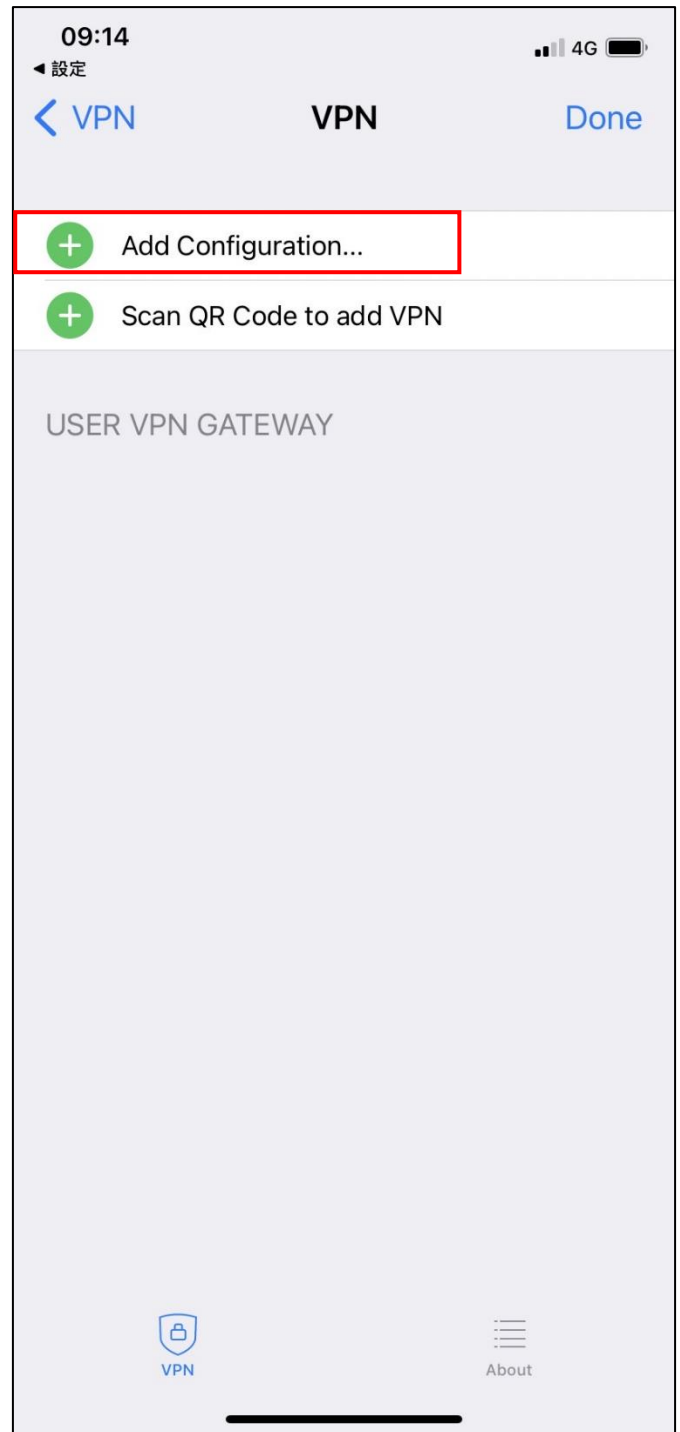 09:14
4G
◀ 設定
VPN
VPN
Done
Add Configuration...
Scan QR Code to add VPN
USER VPN GATEWAY
VPN
About